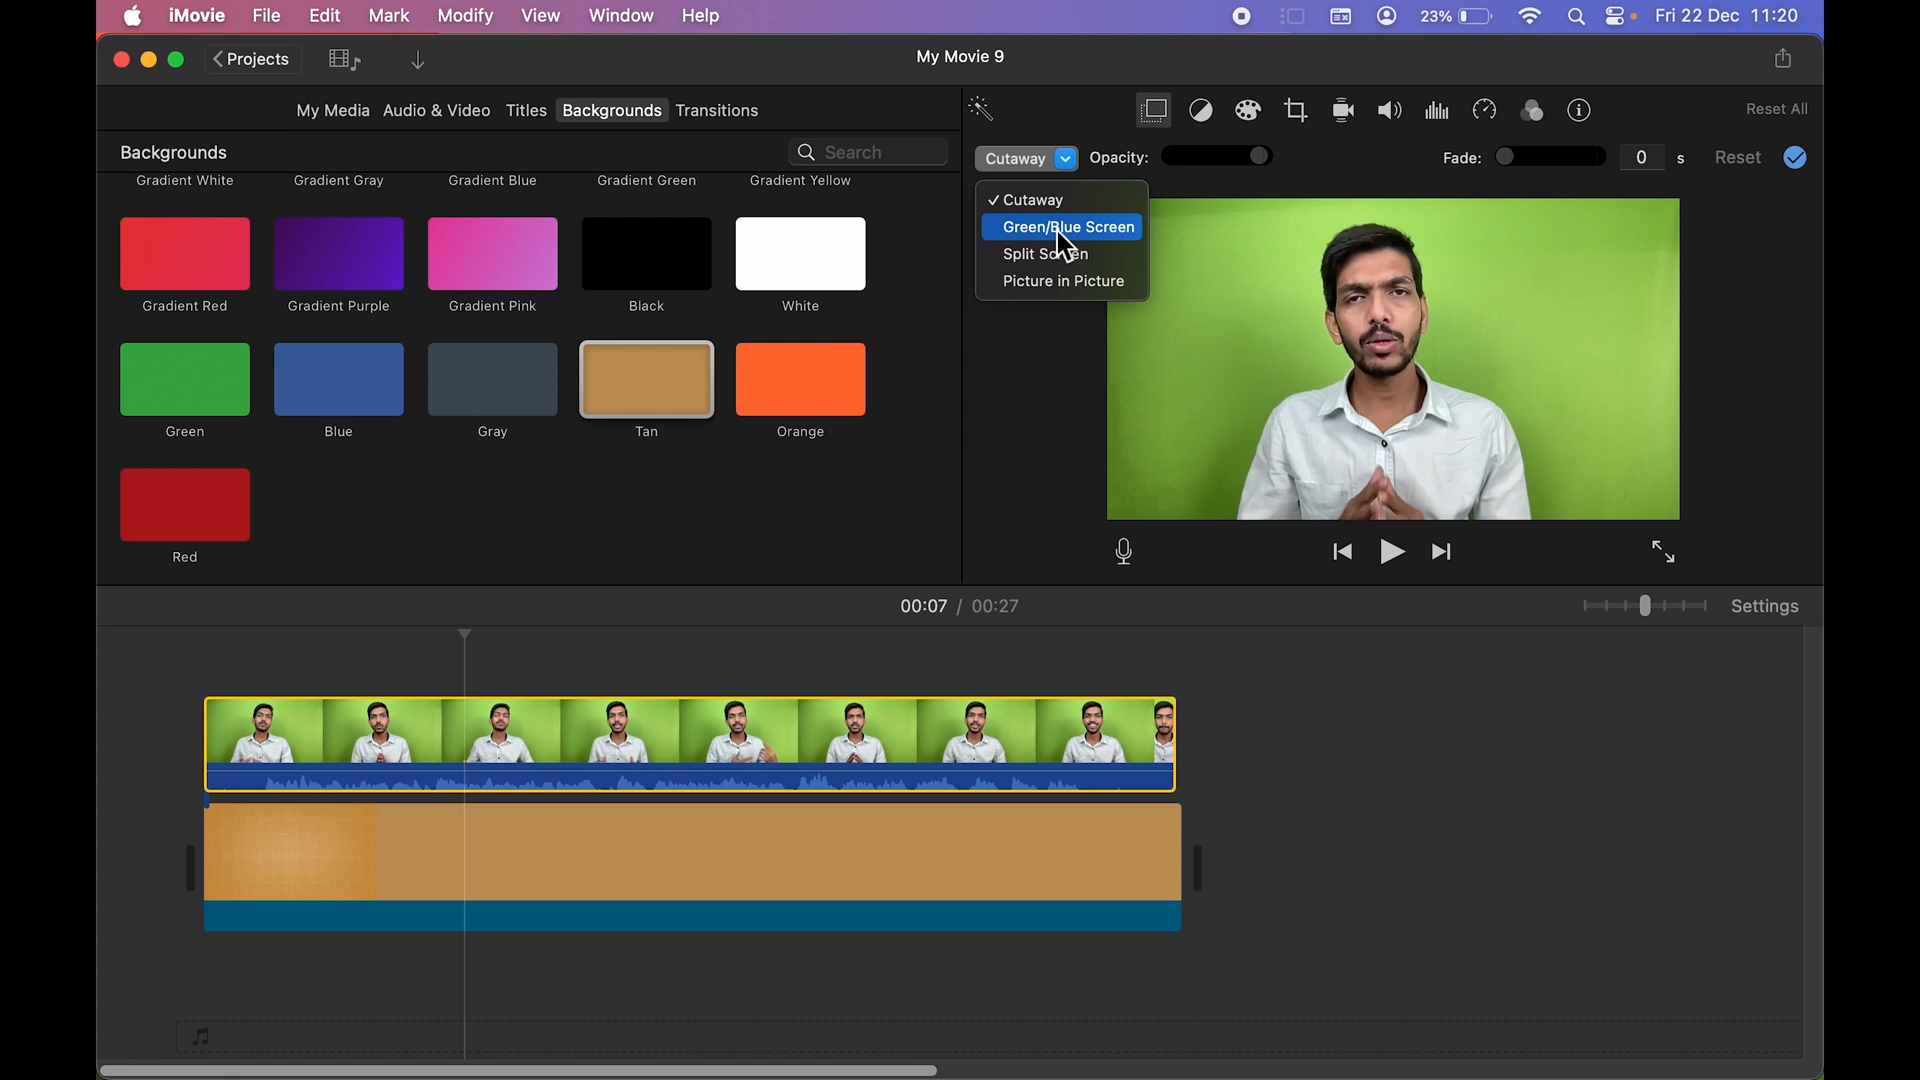 iMovie File Edit Mark Modify View Window Help 23% Fri 22 Dec 11:20
Projects My Movie 9
My Media Audio & Video Titles Backgrounds Transitions Reset All
Backgrounds Search Cutaway Opacity: Fade: 0 s Reset
Gradient White Gradient Gray Gradient Blue Gradient Green Gradient Yellow
✓ Cutaway
Green/Blue Screen
Split Screen
Picture in Picture
Gradient Red Gradient Purple Gradient Pink Black White
Green Blue Gray Tan Orange
Red
00:07 / 00:27 Settings